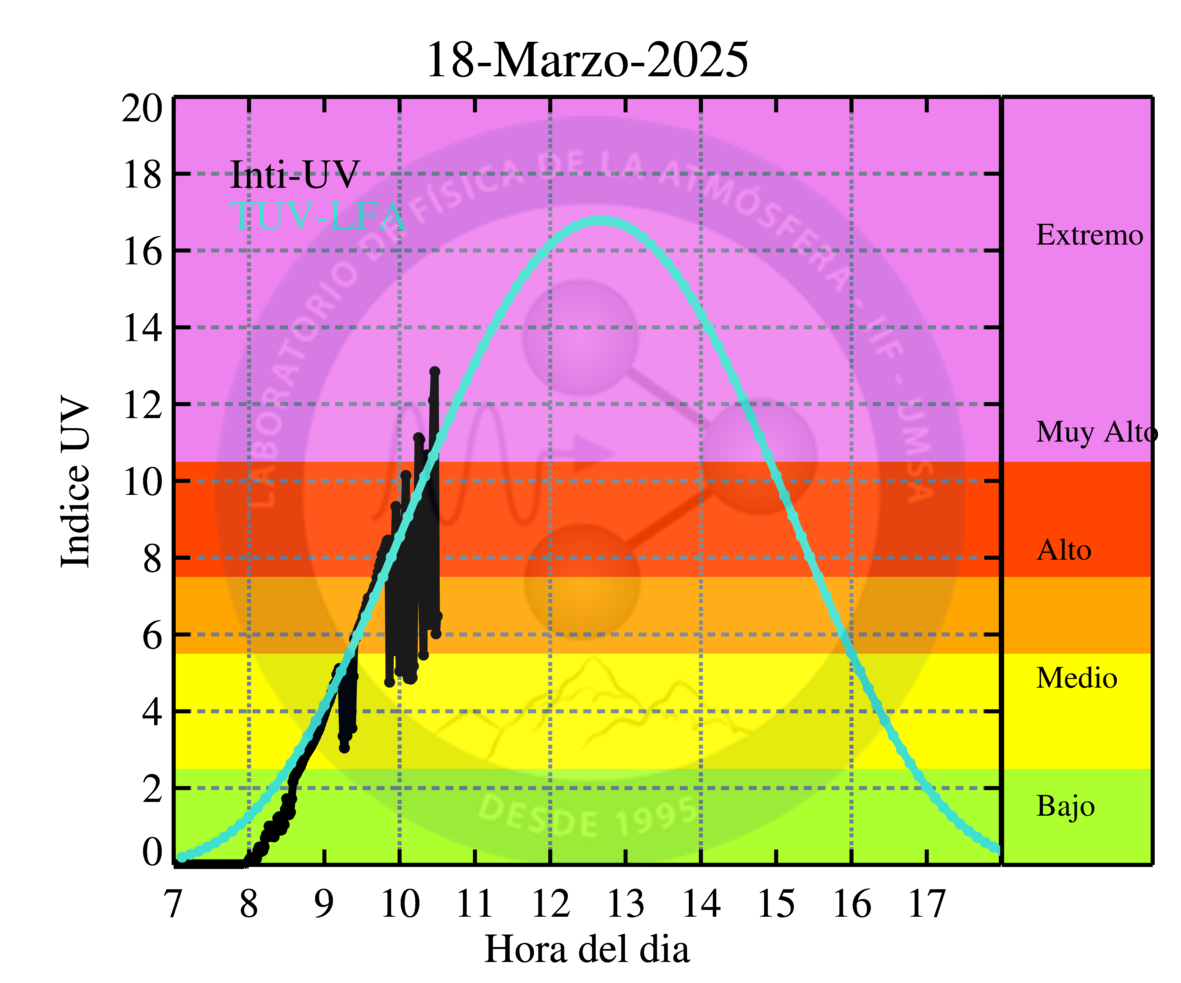 18-Marzo-2025
20
18
16
14
12
10
8
6
4
2
0
Indice UV
Inti-UV
TUV-LFA
LABORATORIO DE FÍSICA DE LA ATMÓSFERA - IIF - UMSA
DESDE 1995
Extremo
Muy Alto
Alto
Medio
Bajo
7 8 9 10 11 12 13 14 15 16 17
Hora del dia